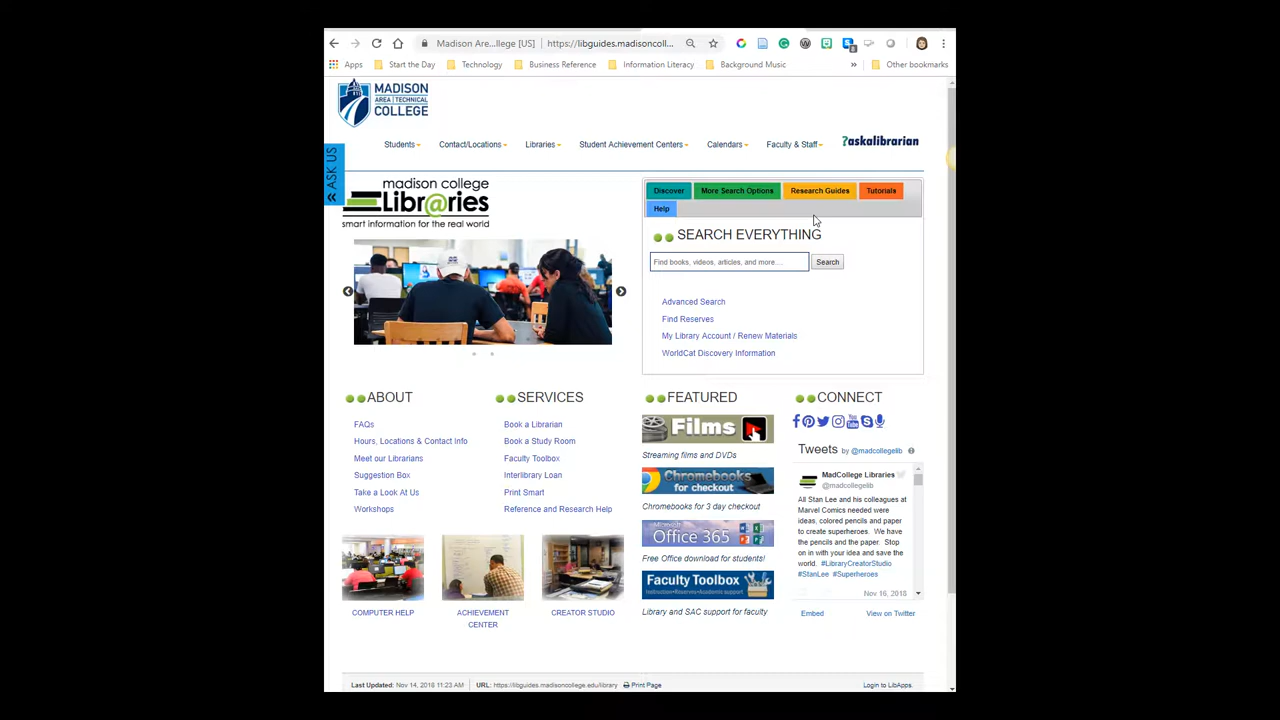 Madison Are...llege [US]
https://libguides.madisoncoll...
Apps
Start the Day
Technology
Business Reference
Information Literacy
Background Music
»
Other bookmarks
MADISON
AREA | TECHNICAL
COLLEGE
Students
Contact/Locations
Libraries
Student Achievement Centers
Calendars
Faculty & Staff
?askalibrarian
« ASK US
madison college
Libr@ries
smart information for the real world
Discover
More Search Options
Research Guides
Tutorials
Help
SEARCH EVERYTHING
Find books, videos, articles, and more....
Search
Advanced Search
Find Reserves
My Library Account / Renew Materials
WorldCat Discovery Information
ABOUT
FAQs
Hours, Locations & Contact Info
Meet our Librarians
Suggestion Box
Take a Look At Us
Workshops
SERVICES
Book a Librarian
Book a Study Room
Faculty Toolbox
Interlibrary Loan
Print Smart
Reference and Research Help
COMPUTER HELP
ACHIEVEMENT
CENTER
CREATOR STUDIO
FEATURED
Films
Streaming films and DVDs
Chromebooks
for checkout
Chromebooks for 3 day checkout
Microsoft
Office 365
Free Office download for students!
Faculty Toolbox
Instruction•Reserves•Academic support
Library and SAC support for faculty
CONNECT
Tweets by @madcollegelib
MadCollege Libraries
@madcollegelib
All Stan Lee and his colleagues at
Marvel Comics needed were
ideas, colored pencils and paper
to create superheroes. We have
the pencils and the paper. Stop
on in with your idea and save the
world. #LibraryCreatorStudio
#StanLee #Superheroes
Nov 16, 2018
Embed
View on Twitter
Last Updated: Nov 14, 2018 11:23 AM
URL: https://libguides.madisoncollege.edu/library
Print Page
Login to LibApps.